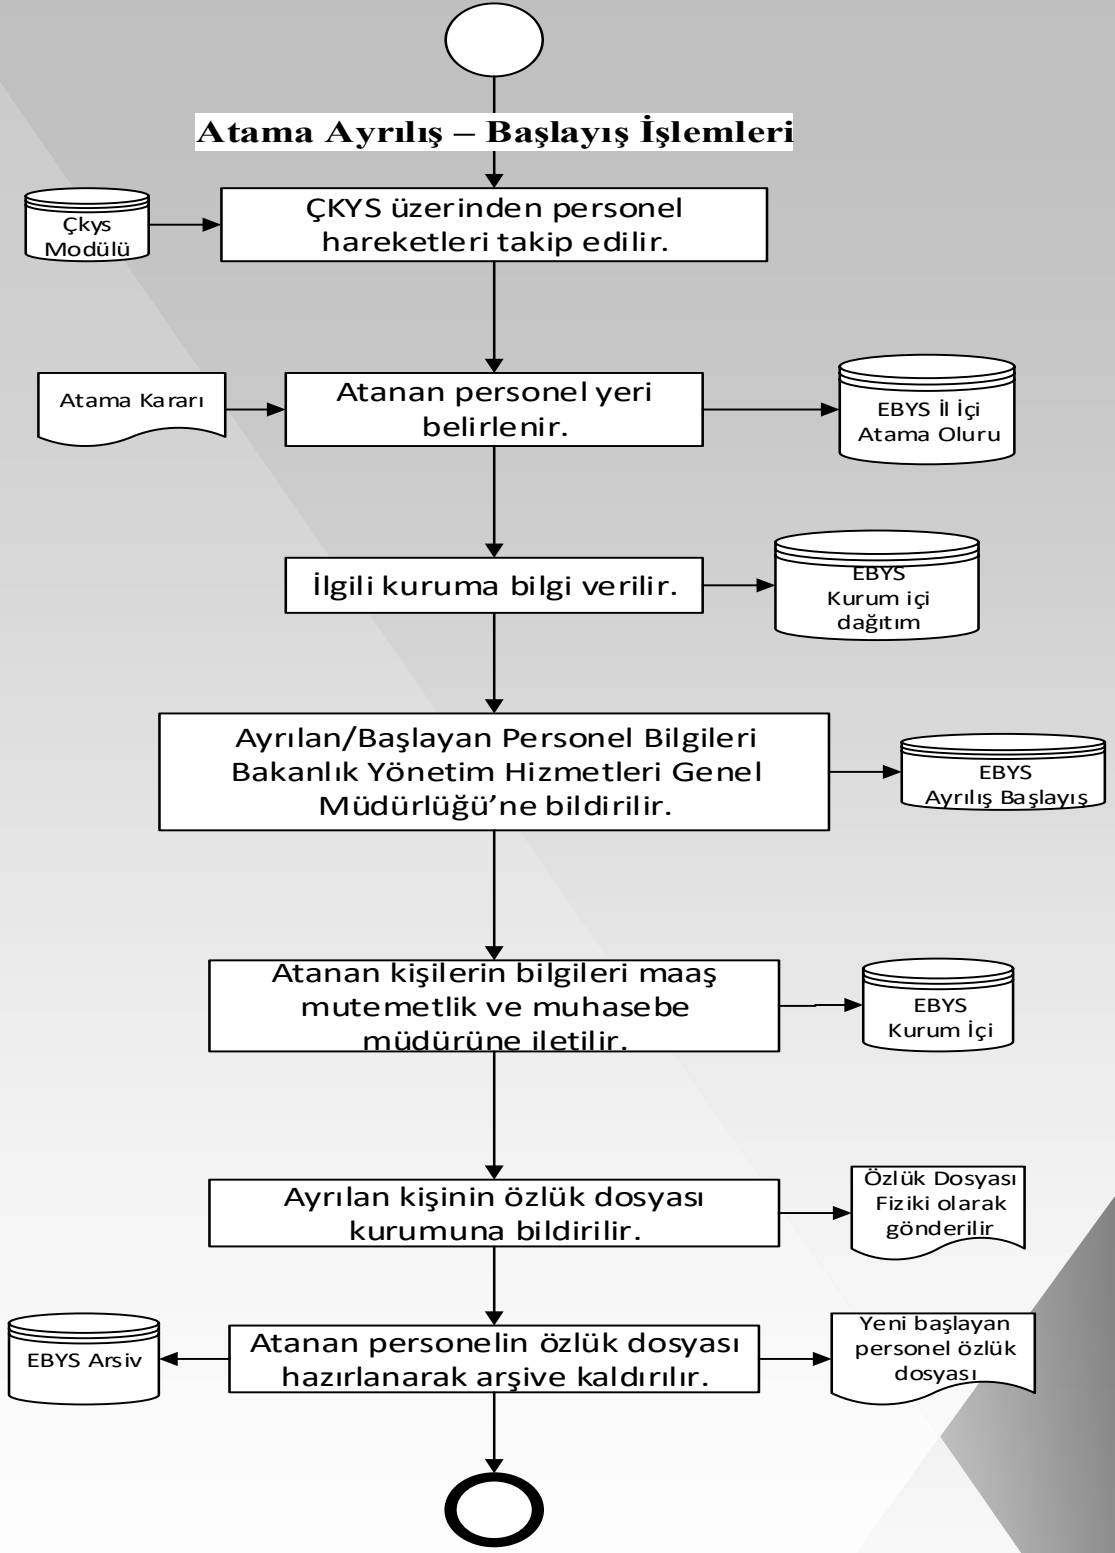 Atama Ayrılış – Başlayış İşlemleri
Çkys
Modülü
ÇKYS üzerinden personel
hareketleri takip edilir.
Atama Kararı
Atanan personel yeri
belirlenir.
EBYS İl İçi
Atama Oluru
İlgili kuruma bilgi verilir.
EBYS
Kurum içi
dağıtım
Ayrılan/Başlayan Personel Bilgileri
Bakanlık Yönetim Hizmetleri Genel
Müdürlüğü’ne bildirilir.
EBYS
Ayrılış Başlayış
Atanan kişilerin bilgileri maaş
mutemetlik ve muhasebe
müdürüne iletilir.
EBYS
Kurum İçi
Ayrılan kişinin özlük dosyası
kurumuna bildirilir.
Özlük Dosyası
Fiziki olarak
gönderilir
EBYS Arsiv
Atanan personelin özlük dosyası
hazırlanarak arşive kaldırılır.
Yeni başlayan
personel özlük
dosyası